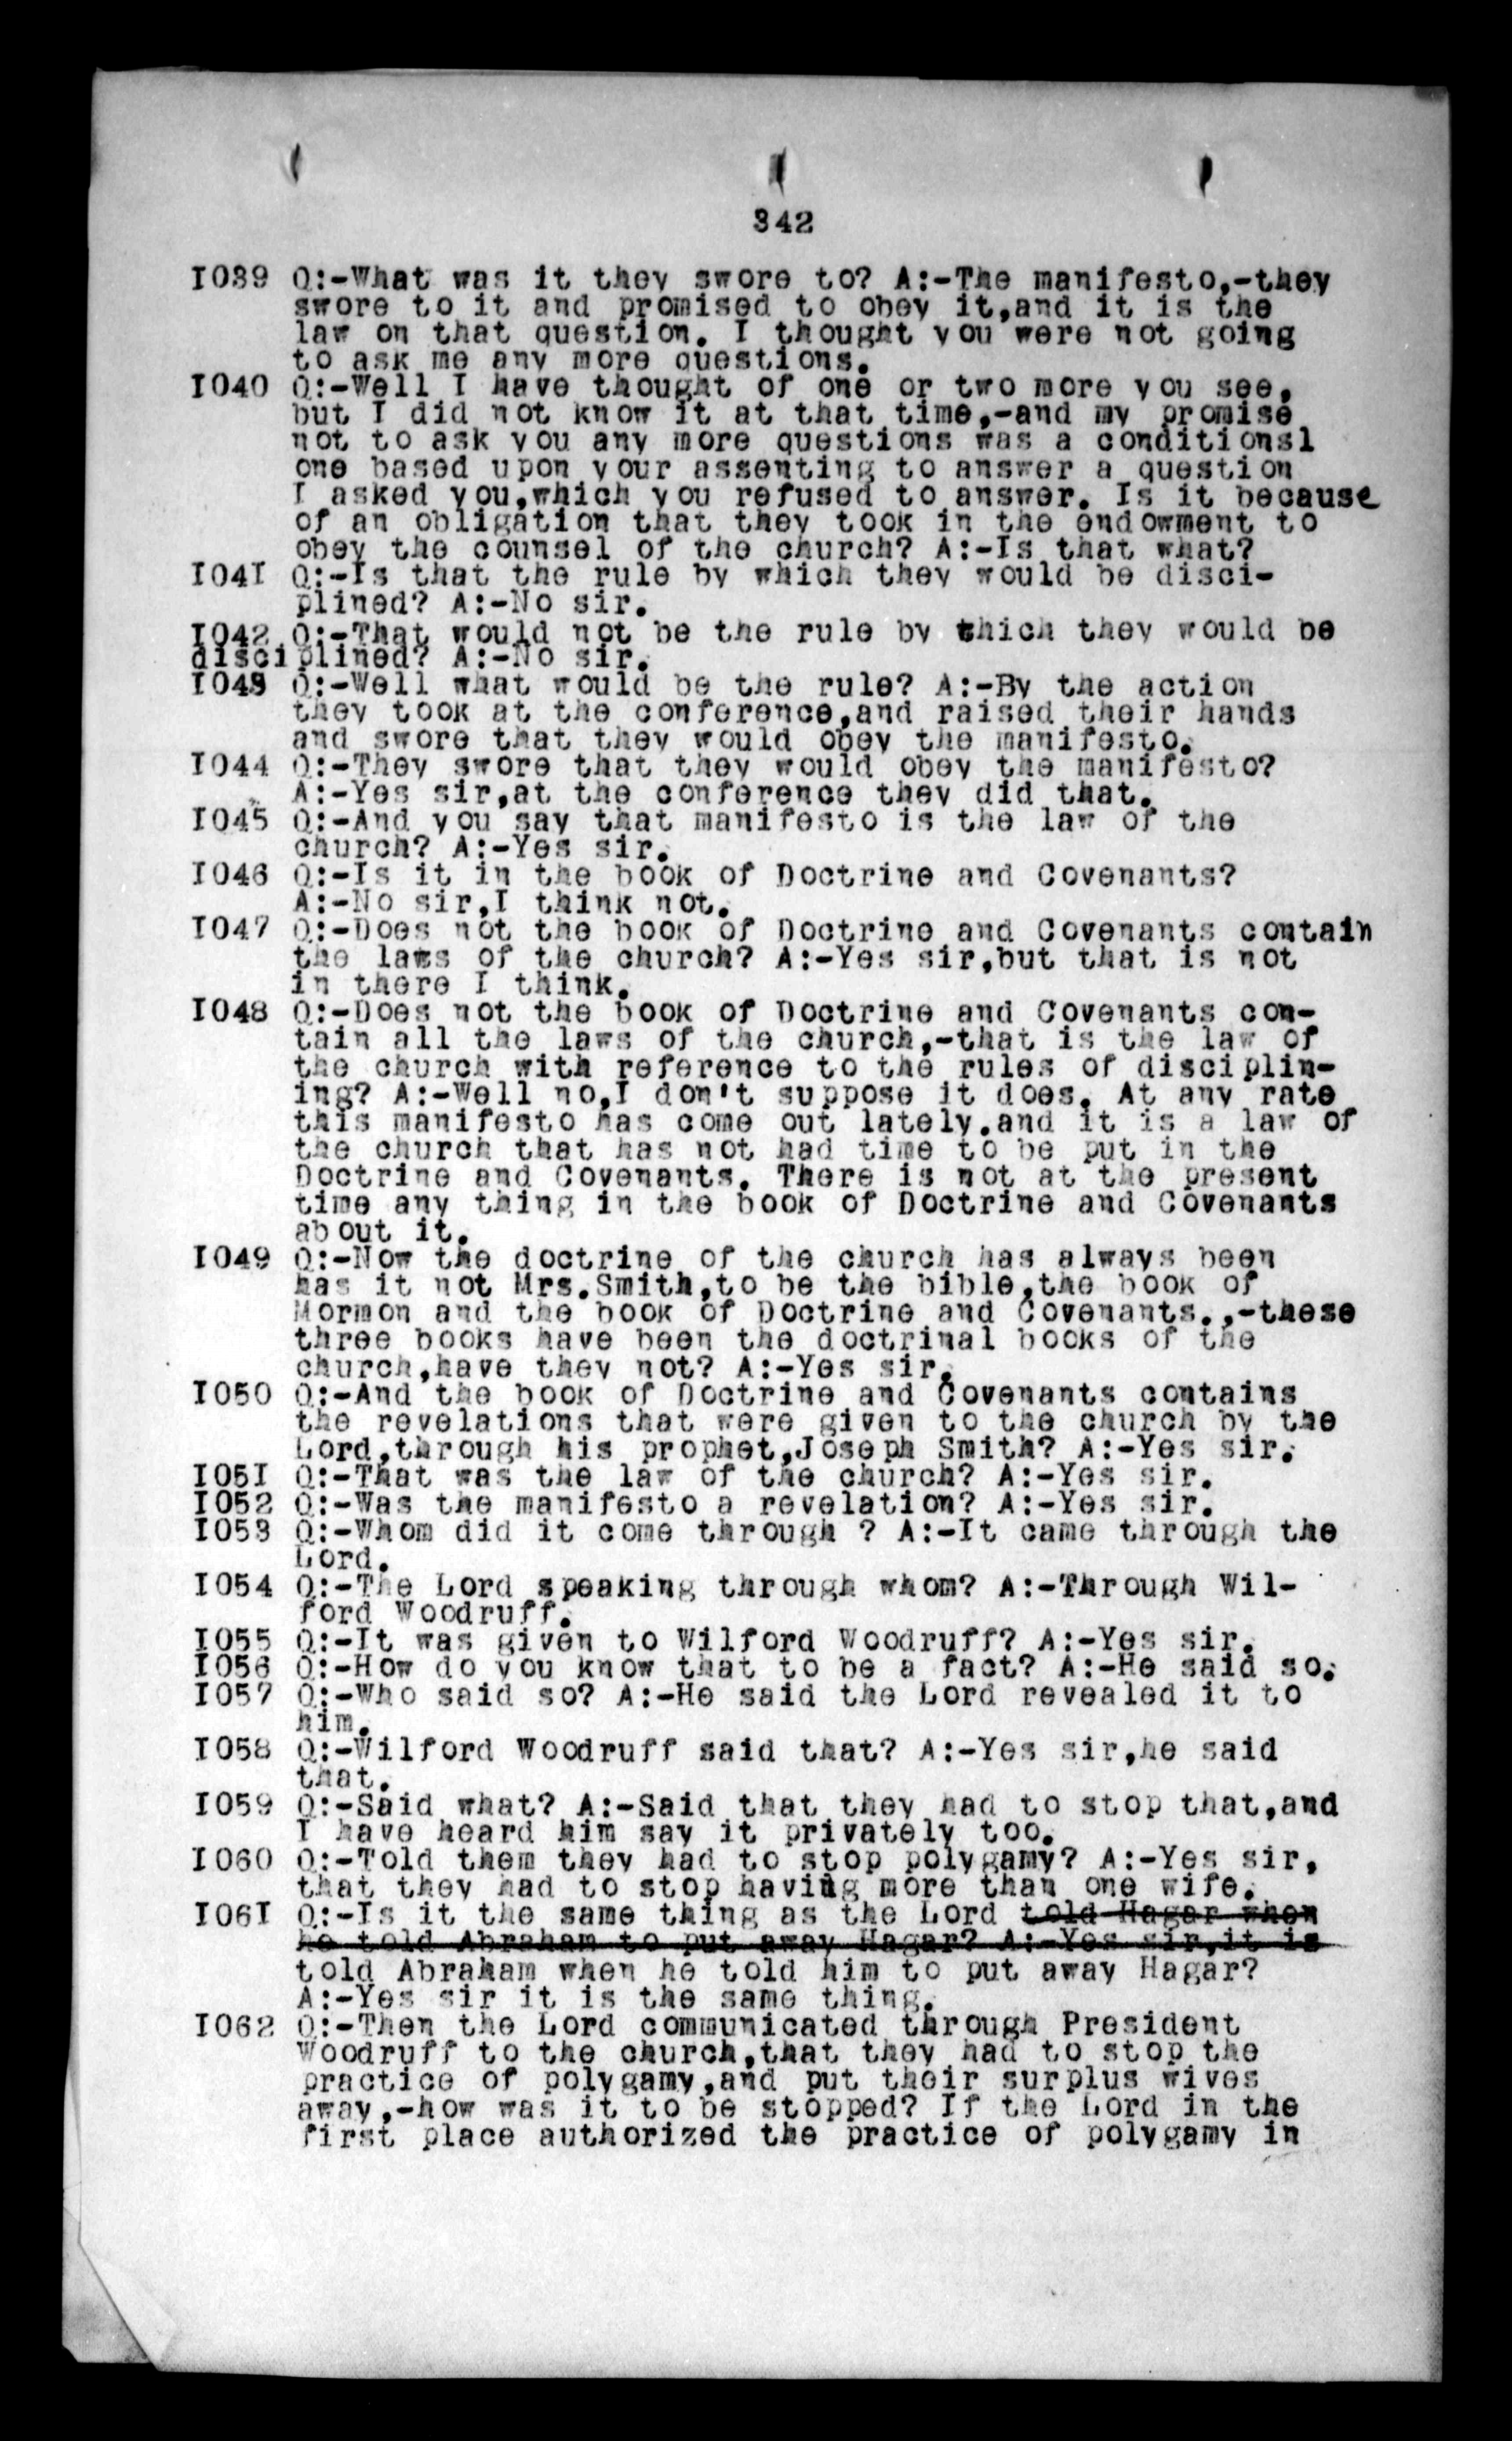 342
I039 Q:-What was it they swore to? A:-The manifesto,-they
swore to it and promised to obey it,and it is the
law on that question. I thought you were not going
to ask me any more questions.
I040 Q:-Well I have thought of one or two more you see,
but I did not know it at that time,-and my promise
not to ask you any more questions was a conditionsl
one based upon your assenting to answer a question
I asked you,which you refused to answer. Is it because
of an obligation that they took in the endowment to
obey the counsel of the church? A:-Is that what?
I04I Q:-Is that the rule by which they would be disci-
plined? A:-No sir.
I042 Q:-That would not be the rule by which they would be
disciplined? A:-No sir.
I043 Q:-Well what would be the rule? A:-By the action
they took at the conference,and raised their hands
and swore that they would obey the manifesto.
I044 Q:-They swore that they would obey the manifesto?
A:-Yes sir,at the conference they did that.
I045 Q:-And you say that manifesto is the law of the
church? A:-Yes sir.
I046 Q:-Is it in the book of Doctrine and Covenants?
A:-No sir,I think not.
I047 Q:-Does not the book of Doctrine and Covenants contain
the laws of the church? A:-Yes sir,but that is not
in there I think.
I048 Q:-Does not the book of Doctrine and Covenants con-
tain all the laws of the church,-that is the law of
the church with reference to the rules of disciplin-
ing? A:-Well no,I don't suppose it does. At any rate
this manifesto has come out lately.and it is a law of
the church that has not had time to be put in the
Doctrine and Covenants. There is not at the present
time any thing in the book of Doctrine and Covenants
about it.
I049 Q:-Now the doctrine of the church has always been
has it not Mrs.Smith,to be the bible,the book of
Mormon and the book of Doctrine and Covenants.,-these
three books have been the doctrinal books of the
church,have they not? A:-Yes sir.
I050 Q:-And the book of Doctrine and Covenants contains
the revelations that were given to the church by the
Lord,through his prophet,Joseph Smith? A:-Yes sir.
I05I Q:-That was the law of the church? A:-Yes sir.
I052 Q:-Was the manifesto a revelation? A:-Yes sir.
I053 Q:-Whom did it come through ? A:-It came through the
Lord.
I054 Q:-The Lord speaking through whom? A:-Through Wil-
ford Woodruff.
I055 Q:-It was given to Wilford Woodruff? A:-Yes sir.
I056 Q:-How do you know that to be a fact? A:-He said so.
I057 Q:-Who said so? A:-He said the Lord revealed it to
him.
I058 Q:-Wilford Woodruff said that? A:-Yes sir,he said
that.
I059 Q:-Said what? A:-Said that they had to stop that,and
I have heard him say it privately too.
I060 Q:-Told them they had to stop polygamy? A:-Yes sir,
that they had to stop having more than one wife.
I06I Q:-Is it the same thing as the Lord told Hagar when
he told Abraham to put away Hagar? A:-Yes sir,it is
told Abraham when he told him to put away Hagar?
A:-Yes sir it is the same thing.
I062 Q:-Then the Lord communicated through President
Woodruff to the church,that they had to stop the
practice of polygamy,and put their surplus wives
away,-how was it to be stopped? If the Lord in the
first place authorized the practice of polygamy in